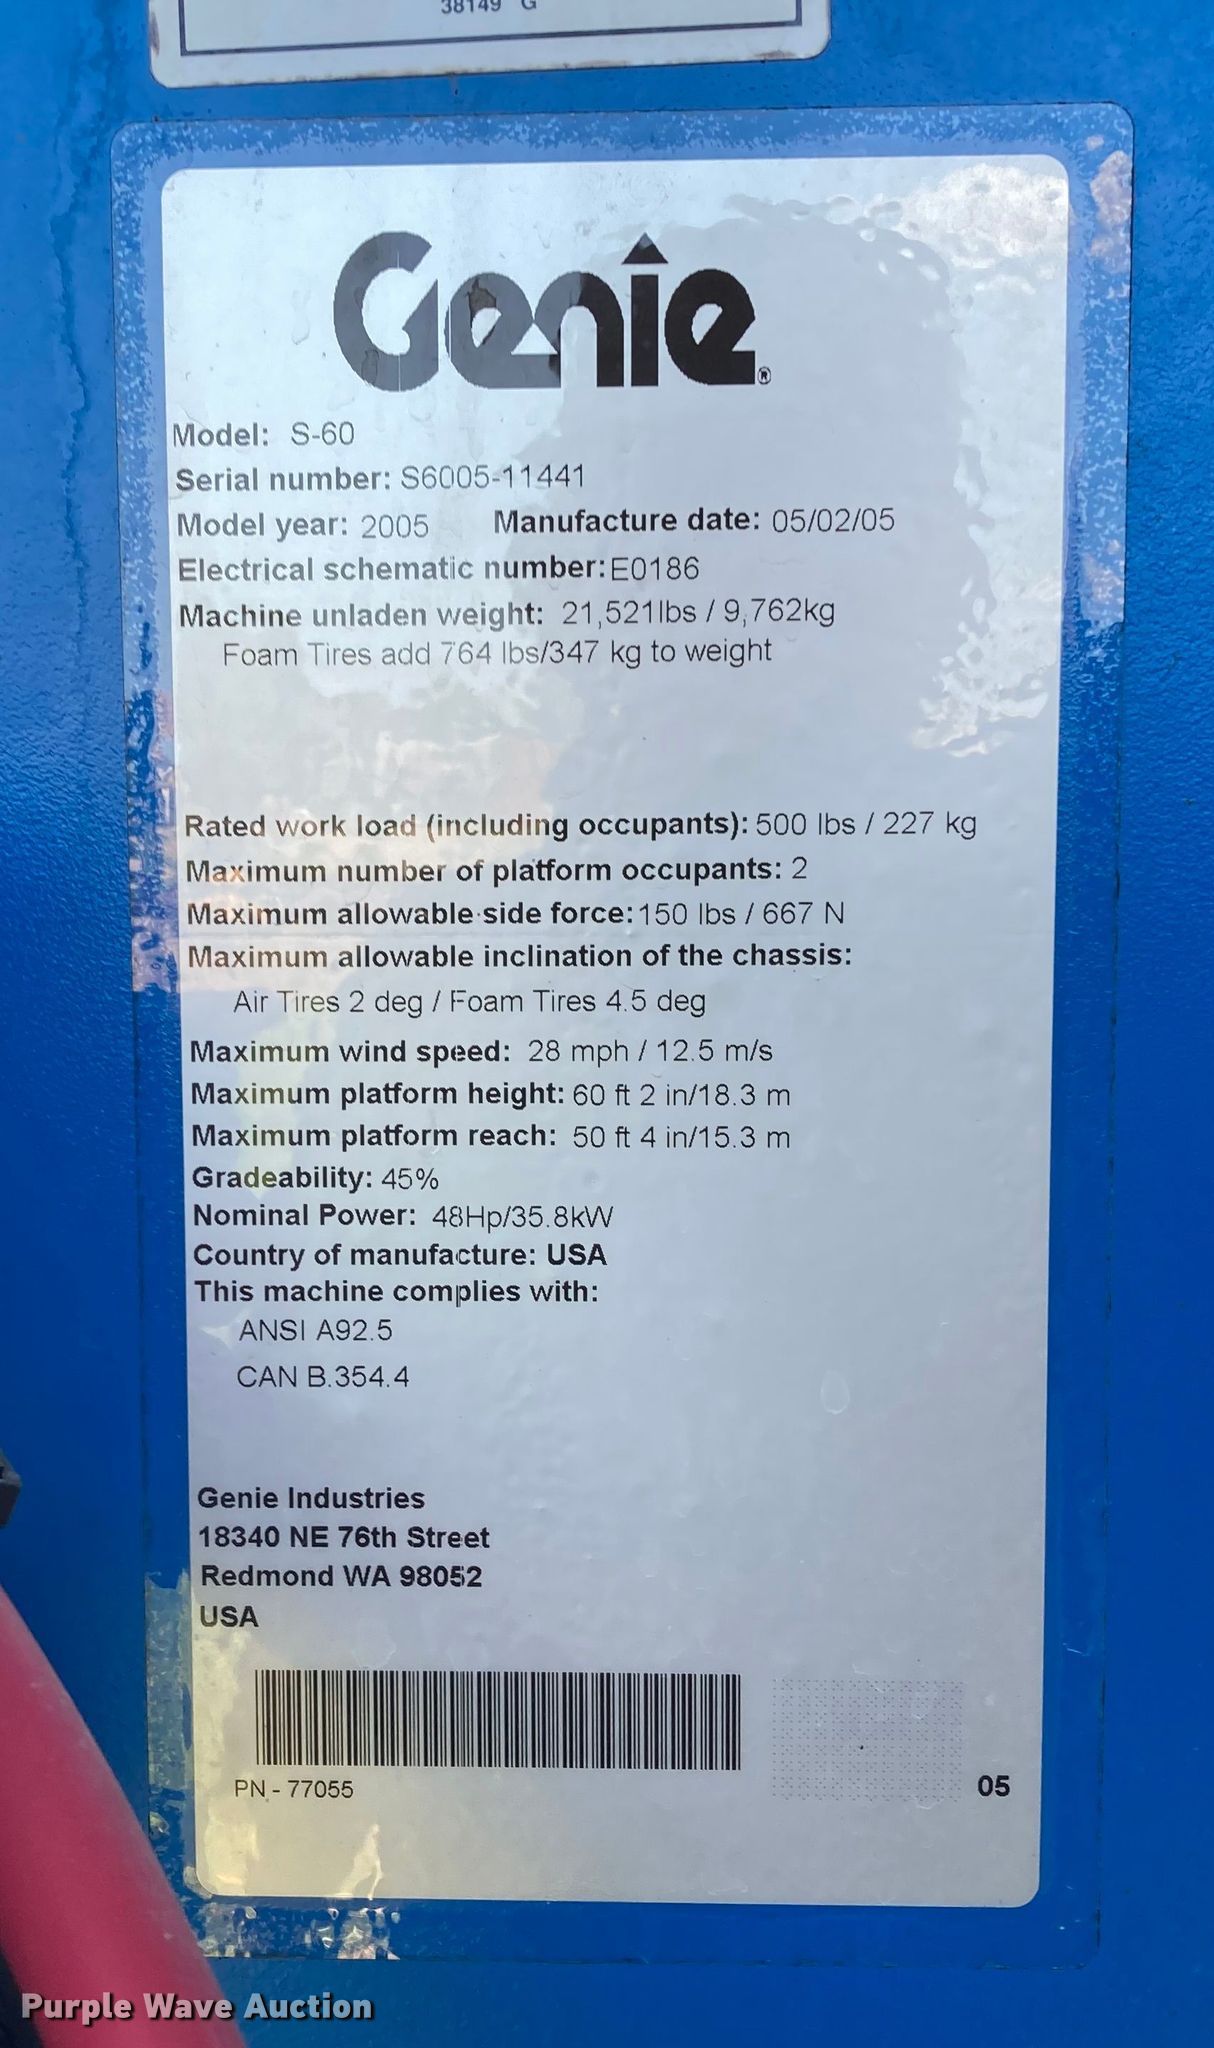 38149 G
Genie®
Model: S-60
Serial number: S6005-11441
Model year: 2005 Manufacture date: 05/02/05
Electrical schematic number: E0186
Machine unladen weight: 21,521lbs / 9,762kg
Foam Tires add 764 lbs/347 kg to weight
Rated work load (including occupants): 500 lbs / 227 kg
Maximum number of platform occupants: 2
Maximum allowable side force: 150 lbs / 667 N
Maximum allowable inclination of the chassis:
Air Tires 2 deg / Foam Tires 4.5 deg
Maximum wind speed: 28 mph / 12.5 m/s
Maximum platform height: 60 ft 2 in/18.3 m
Maximum platform reach: 50 ft 4 in/15.3 m
Gradeability: 45%
Nominal Power: 48Hp/35.8kW
Country of manufacture: USA
This machine complies with:
ANSI A92.5
CAN B.354.4
Genie Industries
18340 NE 76th Street
Redmond WA 98052
USA
PN - 77055
05
Purple Wave Auction